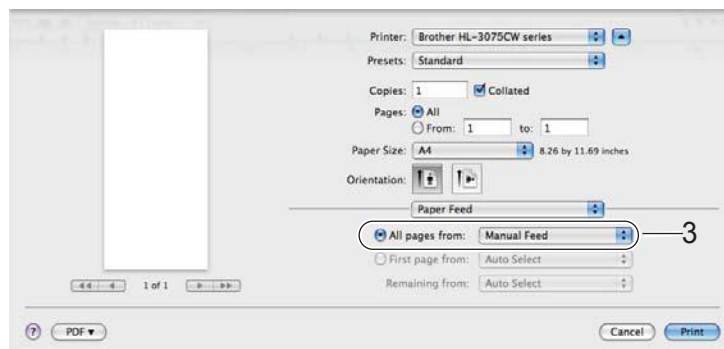 Printer: Brother HL-3075CW series
Presets: Standard
Copies: 1 Collated
Pages: All
From: 1 to: 1
Paper Size: A4 8.26 by 11.69 inches
Orientation:
Paper Feed
All pages from: Manual Feed 3
First page from: Auto Select
Remaining from: Auto Select
1 of 1
? PDF ▼ Cancel Print